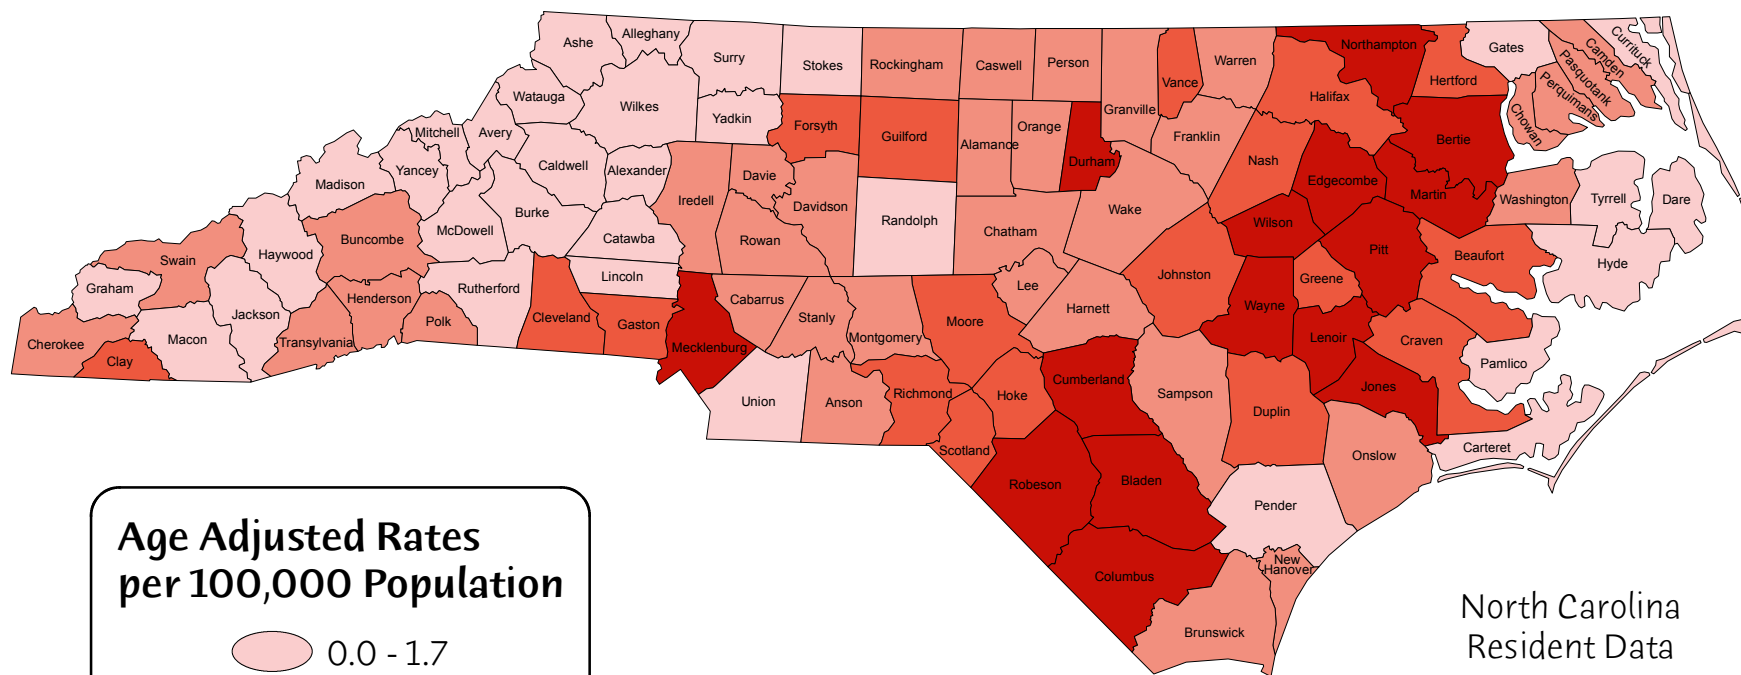 Ashe
Alleghany
Surry
Stokes
Rockingham
Caswell
Person
Granville
Vance
Warren
Northampton
Halifax
Hertford
Gates
Currituck
Camden
Pasquotank
Perquimans
Chowan
Watauga
Wilkes
Yadkin
Forsyth
Guilford
Alamance
Orange
Durham
Franklin
Nash
Bertie
Mitchell
Avery
Yancey
Caldwell
Alexander
Madison
Iredell
Davie
Davidson
Randolph
Chatham
Wake
Edgecombe
Martin
Washington
Tyrrell
Dare
Burke
McDowell
Catawba
Rowan
Buncombe
Haywood
Swain
Wilson
Pitt
Beaufort
Hyde
Graham
Rutherford
Lincoln
Johnston
Greene
Lee
Harnett
Wayne
Cherokee
Clay
Macon
Jackson
Transylvania
Henderson
Polk
Cleveland
Gaston
Mecklenburg
Cabarrus
Stanly
Montgomery
Moore
Lenoir
Craven
Pamlico
Jones
Cumberland
Sampson
Duplin
Union
Anson
Richmond
Hoke
Scotland
Onslow
Carteret
Robeson
Bladen
Pender
Columbus
New
Hanover
Brunswick
Age Adjusted Rates
per 100,000 Population
0.0 - 1.7
North Carolina
Resident Data